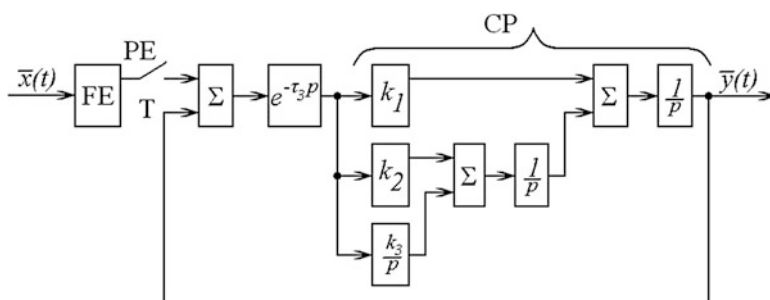 CP
x̅(t)
FE
PE
T
Σ
e^{-τ₃p}
k₁
k₂
k₃/p
Σ
1/p
Σ
1/p
y̅(t)